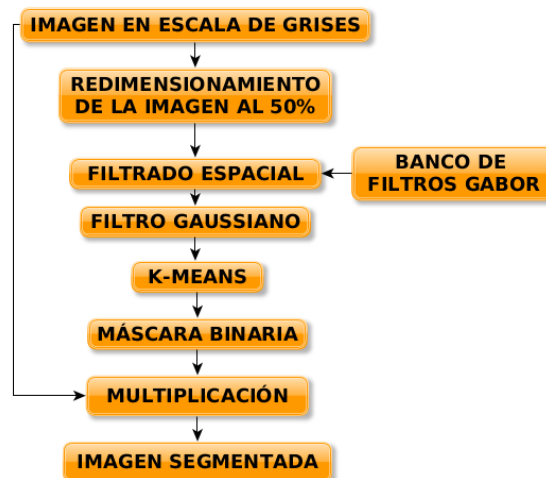 IMAGEN EN ESCALA DE GRISES
REDIMENSIONAMIENTO
DE LA IMAGEN AL 50%
FILTRADO ESPACIAL
BANCO DE
FILTROS GABOR
FILTRO GAUSSIANO
K-MEANS
MÁSCARA BINARIA
MULTIPLICACIÓN
IMAGEN SEGMENTADA